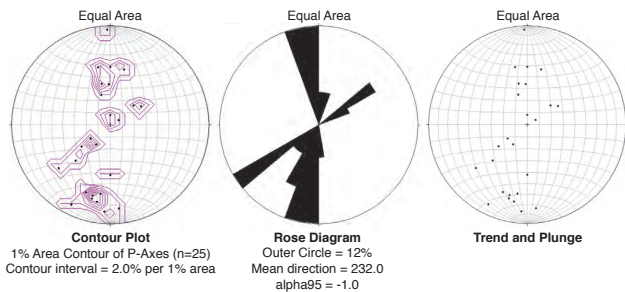 Equal Area
Equal Area
Equal Area
Contour Plot
1% Area Contour of P-Axes (n=25)
Contour interval = 2.0% per 1% area
Rose Diagram
Outer Circle = 12%
Mean direction = 232.0
alpha95 = -1.0
Trend and Plunge